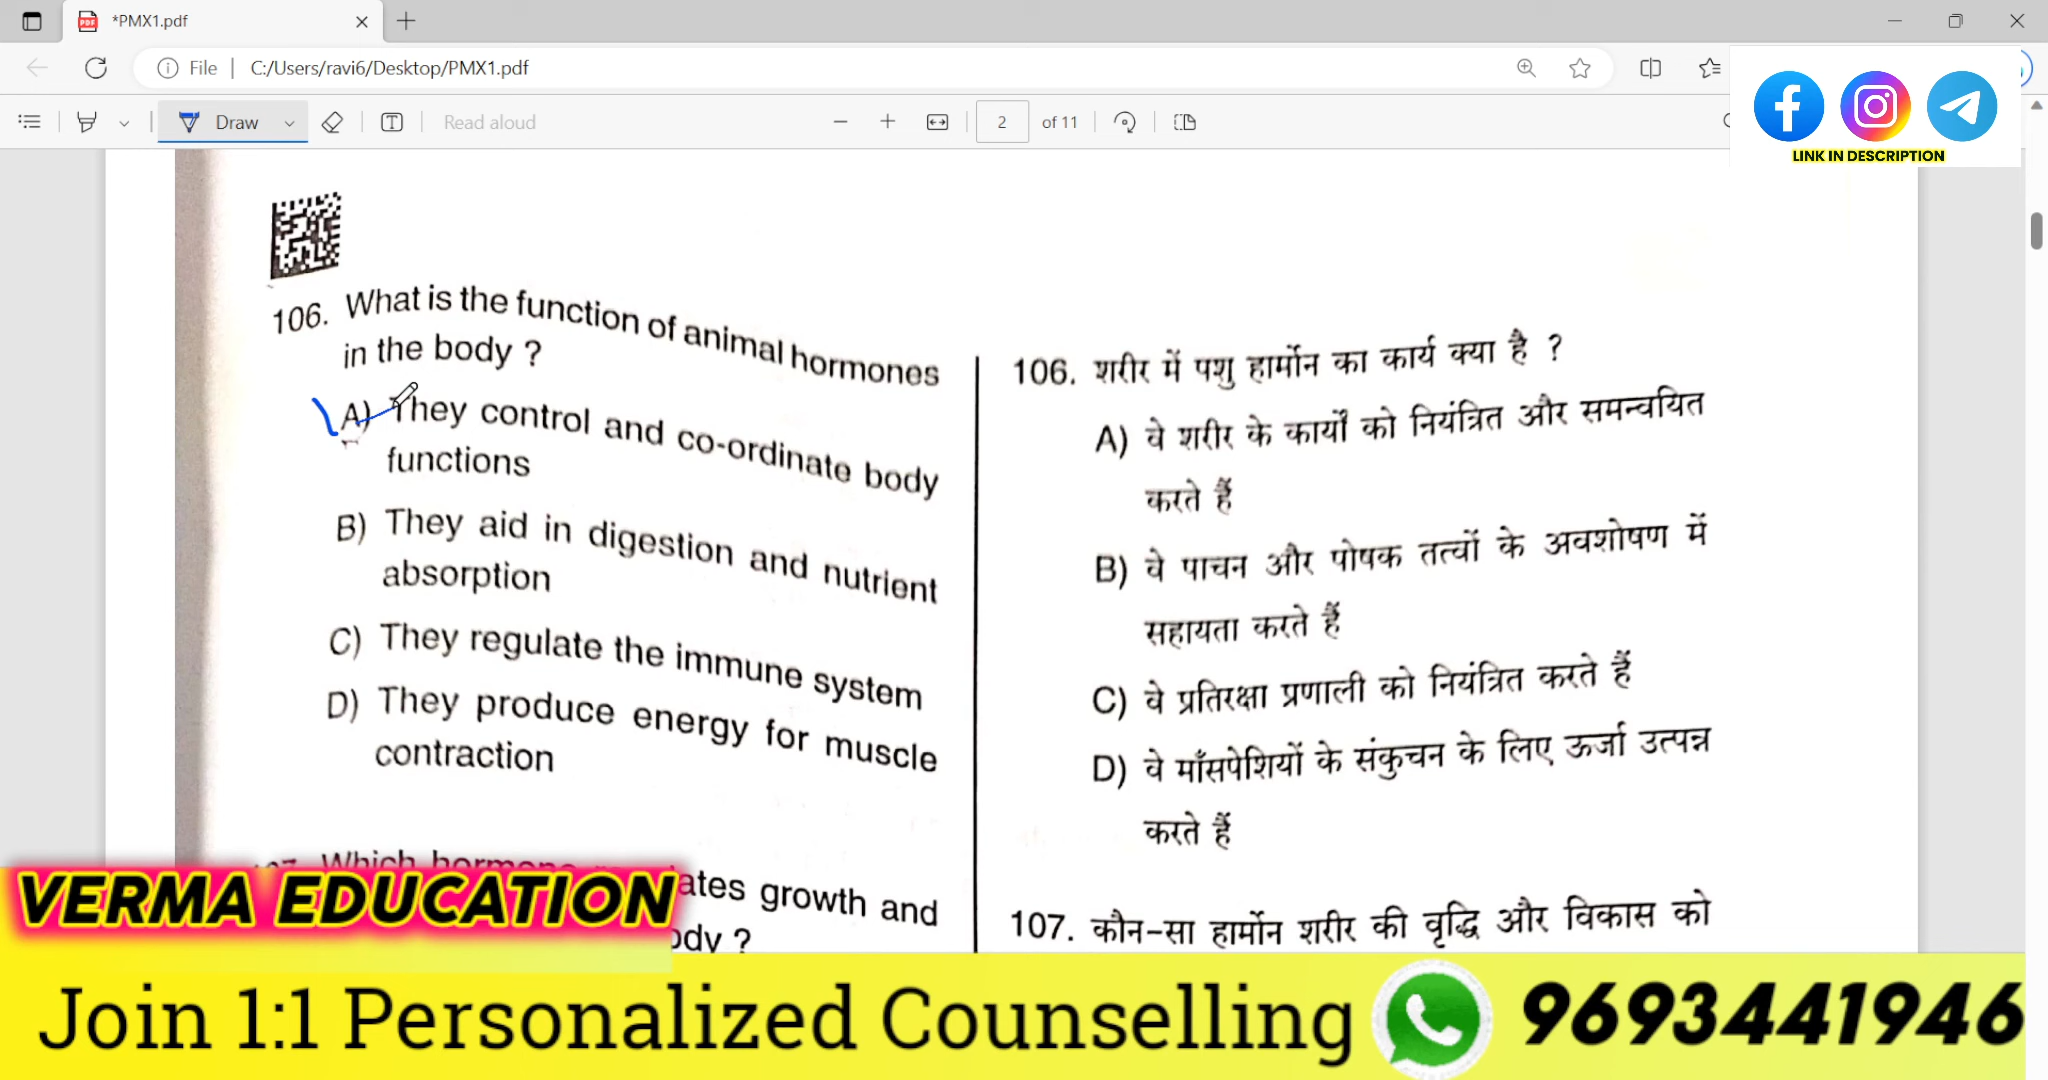 *PMX1.pdf
File
C:/Users/ravi6/Desktop/PMX1.pdf
Draw
Read aloud
2
of 11
LINK IN DESCRIPTION
106. What is the function of animal hormones
in the body ?
A) They control and co-ordinate body
functions
B) They aid in digestion and nutrient
absorption
C) They regulate the immune system
D) They produce energy for muscle
contraction
Which hormone
ates growth and
ody ?
106. शरीर में पशु हार्मोन का कार्य क्या है ?
A) वे शरीर के कार्यों को नियंत्रित और समन्वयित
करते हैं
B) वे पाचन और पोषक तत्वों के अवशोषण में
सहायता करते हैं
C) वे प्रतिरक्षा प्रणाली को नियंत्रित करते हैं
D) वे माँसपेशियों के संकुचन के लिए ऊर्जा उत्पन्न
करते हैं
107. कौन-सा हार्मोन शरीर की वृद्धि और विकास को
VERMA EDUCATION
Join 1:1 Personalized Counselling
9693441946